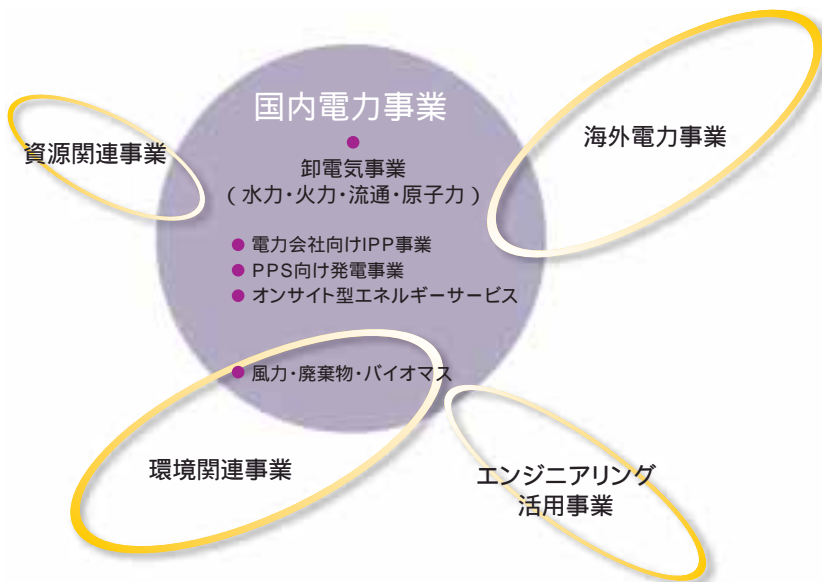 国内電力事業
卸電気事業
（水力・火力・流通・原子力）
● 電力会社向けIPP事業
● PPS向け発電事業
● オンサイト型エネルギーサービス
● 風力・廃棄物・バイオマス
資源関連事業
海外電力事業
環境関連事業
エンジニアリング
活用事業